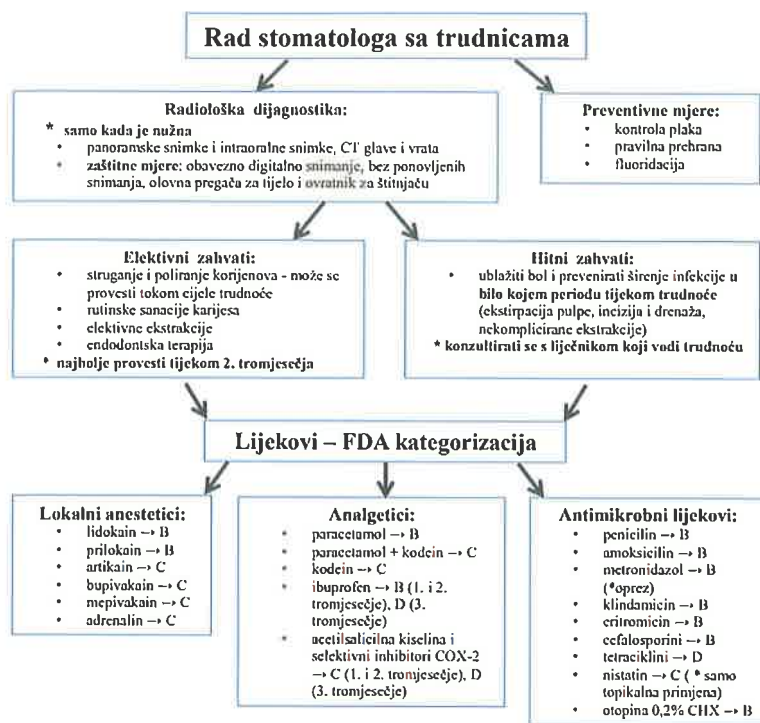 Rad stomatologa sa trudnicama
Radiološka dijagnostika:
* samo kada je nužna
• panoramske snimke i intraoralne snimke, CT glave i vrata
• zaštitne mjere: obavezno digitalno snimanje, bez ponovljenih
snimanja, olovna pregača za tijelo i ovratnik za štitnjaču
Preventivne mjere:
• kontrola plaka
• pravilna prehrana
• fluoridacija
Elektivni zahvati:
• struganje i poliranje korijenova - može se
provesti tokom cijele trudnoće
• rutinske sanacije karijesa
• elektivne ekstrakcije
• endodontska terapija
* najbolje provesti tijekom 2. tromjesečja
Hitni zahvati:
• ublažiti bol i prevenirati širenje infekcije u
bilo kojem periodu tijekom trudnoće
(ekstirpacija pulpe, incizija i drenaža,
nekomplicirane ekstrakcije)
* konzultirati se s liječnikom koji vodi trudnoću
Lijekovi – FDA kategorizacija
Lokalni anestetici:
• lidokain → B
• prilokain → B
• artikain → C
• bupivakain → C
• mepivakain → C
• adrenalin → C
Analgetici:
• paracetamol → B
• paracetamol + kodein → C
• kodein → C
• ibuprofen → B (1. i 2.
tromjesečje), D (3.
tromjesečje)
• acetilsalicilna kiselina i
selektivni inhibitori COX-2
→ C (1. i 2. tromjesečje), D
(3. tromjesečje)
Antimikrobni lijekovi:
• penicilin → B
• amoksicilin → B
• metronidazol → B
(*oprez)
• klindamicin → B
• eritromicin → B
• cefalosporini → B
• tetraciklini → D
• nistatin → C ( * samo
topikalna primjena)
• otopina 0,2% CHX → B